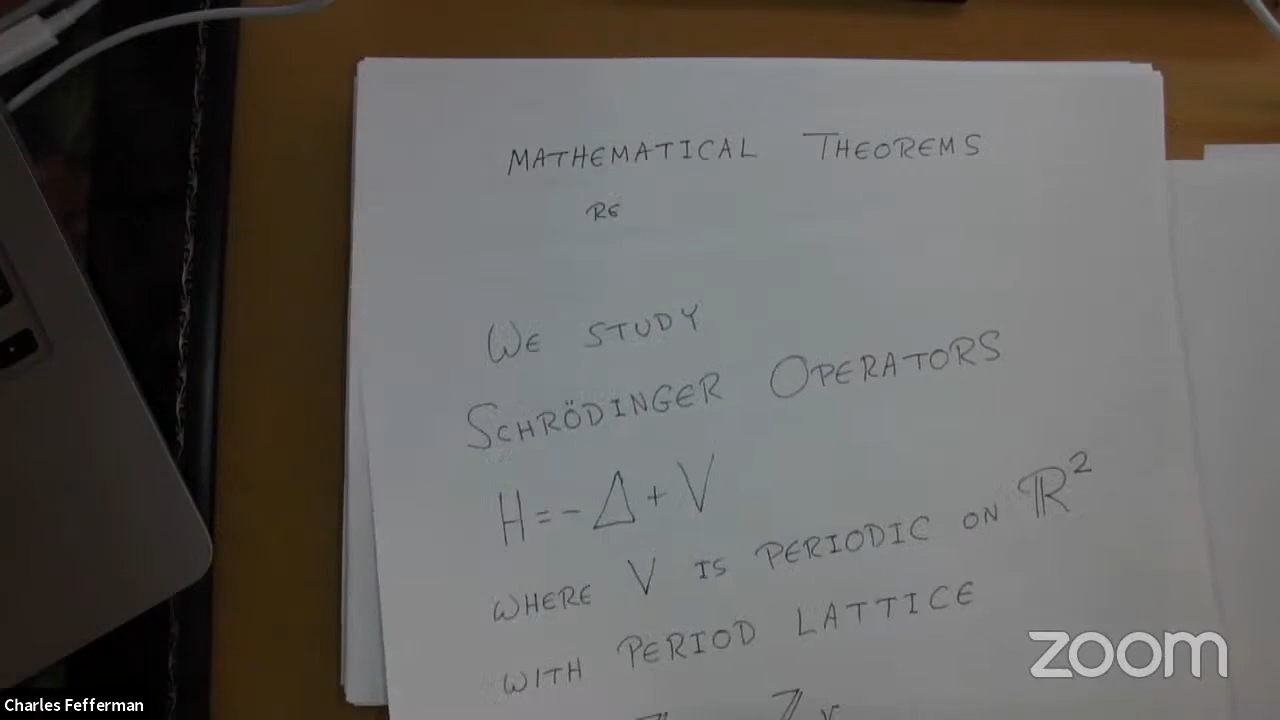 MATHEMATICAL THEOREMS
RE
WE STUDY
SCHRÖDINGER OPERATORS
H = -Δ + V
WHERE V IS PERIODIC ON ℝ²
WITH PERIOD LATTICE
zoom
Charles Fefferman